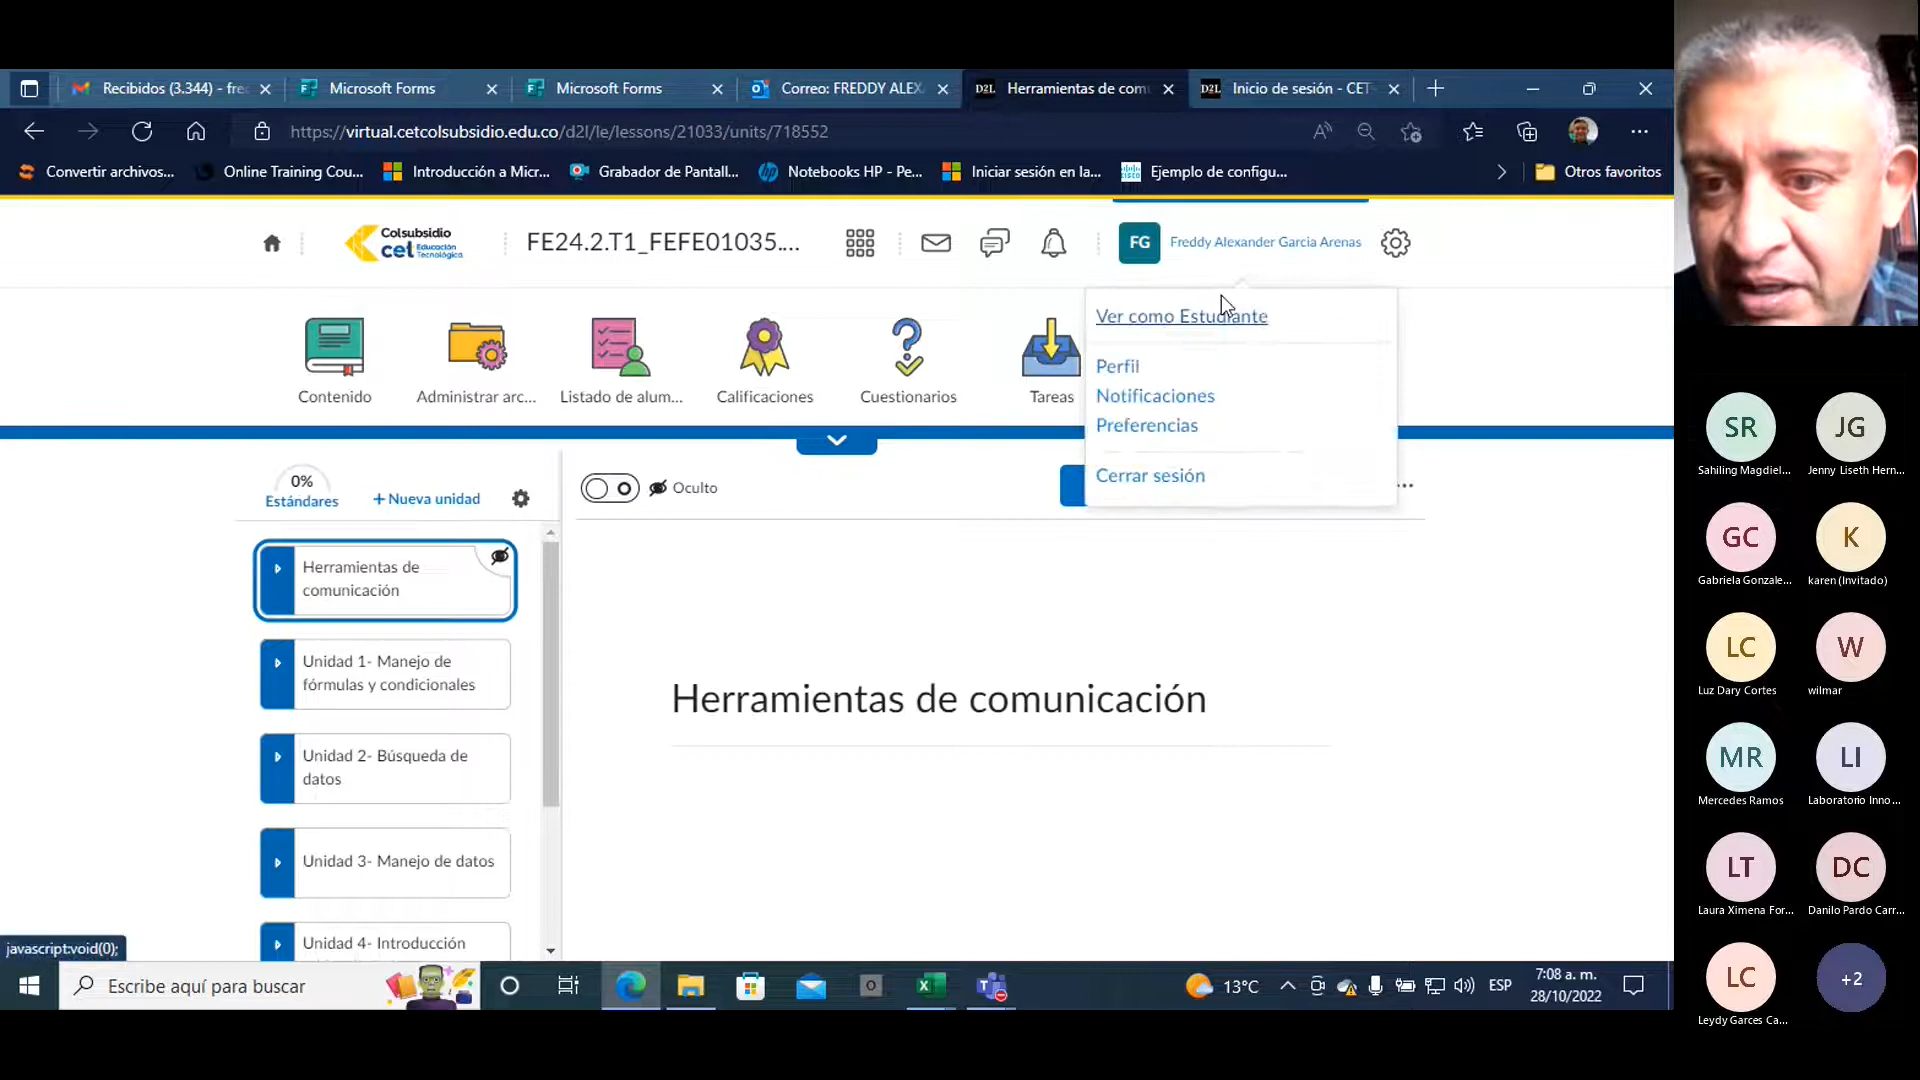 Recibidos (3.344) - fre
Microsoft Forms
Microsoft Forms
Correo: FREDDY ALEX
D2L
Herramientas de com
D2L
Inicio de sesión - CET-
https://virtual.cetcolsubsidio.edu.co/d2l/le/lessons/21033/units/718552
Convertir archivos...
Online Training Cou...
Introducción a Micr...
Grabador de Pantall...
Notebooks HP - Pe...
Iniciar sesión en la...
Ejemplo de configu...
Otros favoritos
Colsubsidio
cet Educación
Tecnológica
FE24.2.T1_FEFE01035....
FG
Freddy Alexander Garcia Arenas
Ver como Estudiante
Perfil
Notificaciones
Preferencias
Cerrar sesión
Contenido
Administrar arc...
Listado de alum...
Calificaciones
Cuestionarios
Tareas
0%
Estándares
+ Nueva unidad
Oculto
Herramientas de
comunicación
Unidad 1- Manejo de
fórmulas y condicionales
Unidad 2- Búsqueda de
datos
Unidad 3- Manejo de datos
Unidad 4- Introducción
Herramientas de comunicación
javascript:void(0);
Escribe aquí para buscar
13°C
ESP
7:08 a. m.
28/10/2022
SR
Sahiling Magdiel...
JG
Jenny Liseth Hern...
GC
Gabriela Gonzale...
K
karen (Invitado)
LC
Luz Dary Cortes
W
wilmar
MR
Mercedes Ramos
LI
Laboratorio Inno...
LT
Laura Ximena For...
DC
Danilo Pardo Carr...
LC
Leydy Garces Ca...
+2